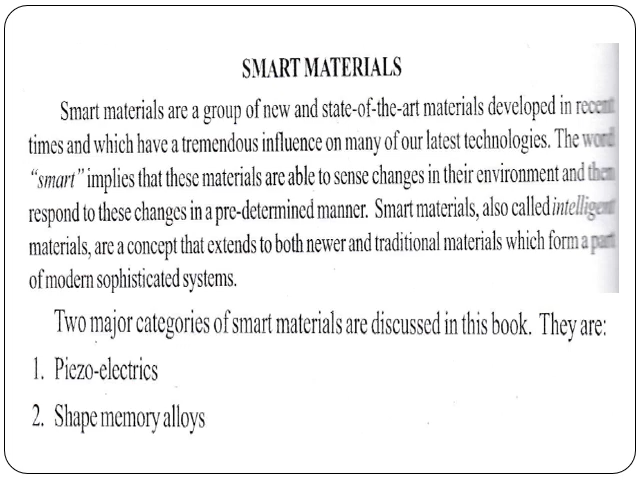 SMART MATERIALS
Smart materials are a group of new and state-of-the-art materials developed in recent
times and which have a tremendous influence on many of our latest technologies. The word
“smart” implies that these materials are able to sense changes in their environment and then
respond to these changes in a pre-determined manner. Smart materials, also called intelligent
materials, are a concept that extends to both newer and traditional materials which form a part
of modern sophisticated systems.
Two major categories of smart materials are discussed in this book. They are:
1. Piezo-electrics
2. Shape memory alloys